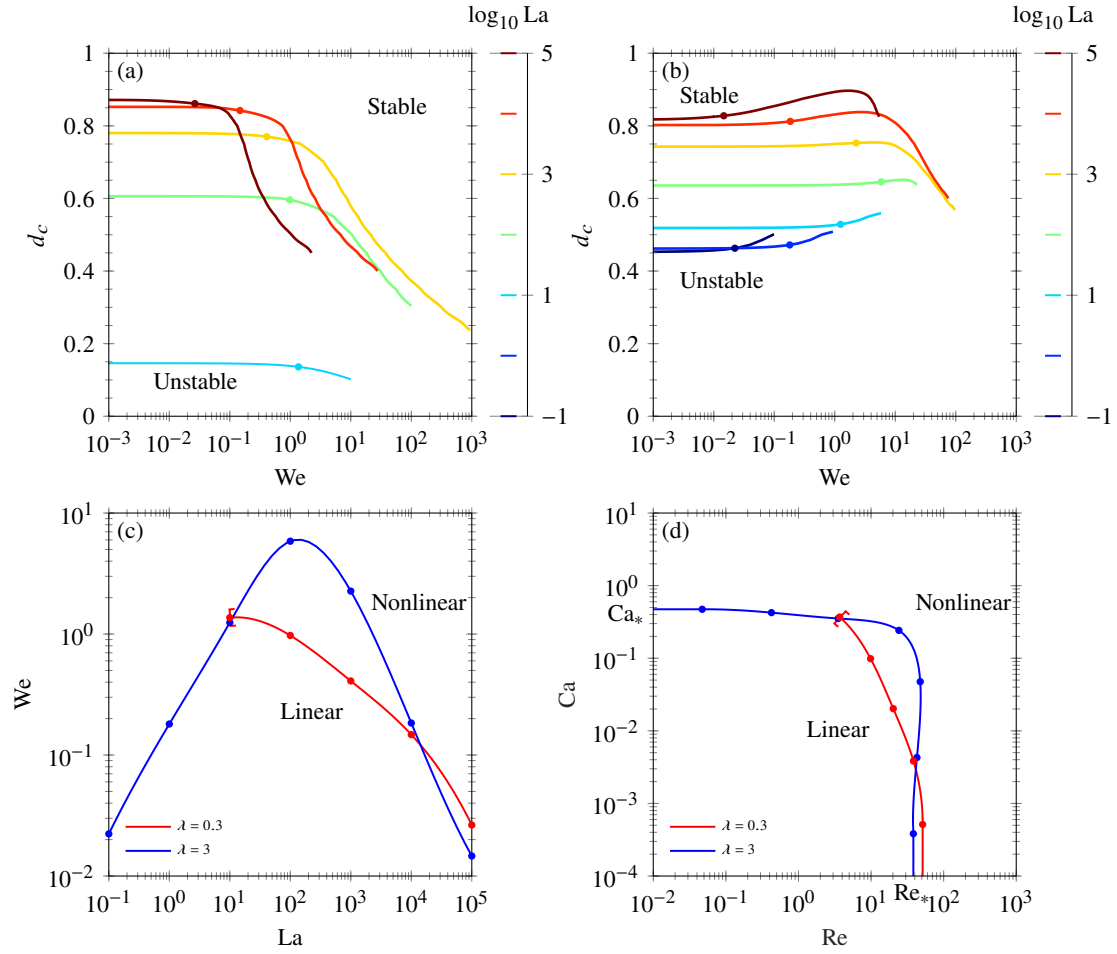 log₁₀ La
log₁₀ La
(a)
Stable
Unstable
1
0.8
0.6
0.4
0.2
0
d_c
10⁻³ 10⁻² 10⁻¹ 10⁰ 10¹ 10² 10³
We
5
3
1
−1
(b)
Stable
Unstable
1
0.8
0.6
0.4
0.2
0
d_c
10⁻³ 10⁻² 10⁻¹ 10⁰ 10¹ 10² 10³
We
5
3
1
−1
(c)
Nonlinear
Linear
λ = 0.3
λ = 3
10¹
10⁰
10⁻¹
10⁻²
We
10⁻¹ 10⁰ 10¹ 10² 10³ 10⁴ 10⁵
La
(d)
Nonlinear
Linear
λ = 0.3
λ = 3
10¹
10⁰
Ca*
10⁻¹
10⁻²
10⁻³
10⁻⁴
Ca
Re*
10⁻² 10⁻¹ 10⁰ 10¹ 10² 10³
Re